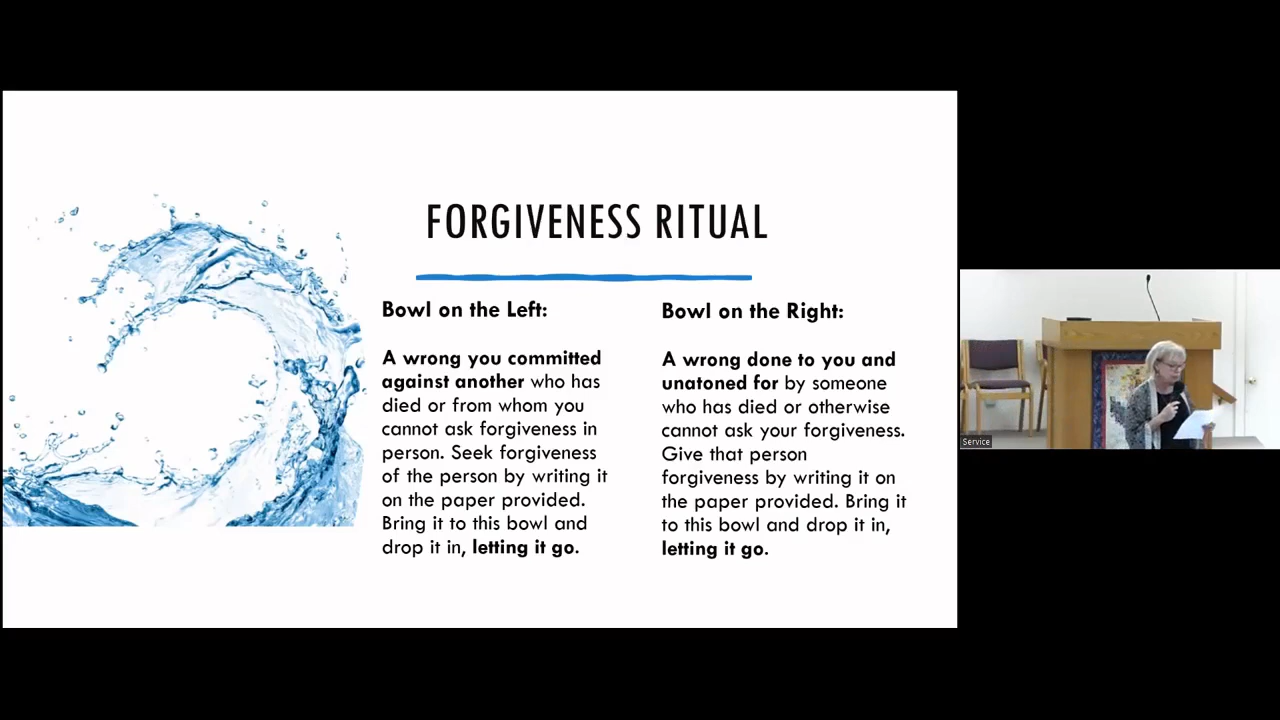 FORGIVENESS RITUAL
Bowl on the Left:
A wrong you committed
against another who has
died or from whom you
cannot ask forgiveness in
person. Seek forgiveness
of the person by writing it
on the paper provided.
Bring it to this bowl and
drop it in, letting it go.
Bowl on the Right:
A wrong done to you and
unatoned for by someone
who has died or otherwise
cannot ask your forgiveness.
Give that person
forgiveness by writing it on
the paper provided. Bring it
to this bowl and drop it in,
letting it go.
Service